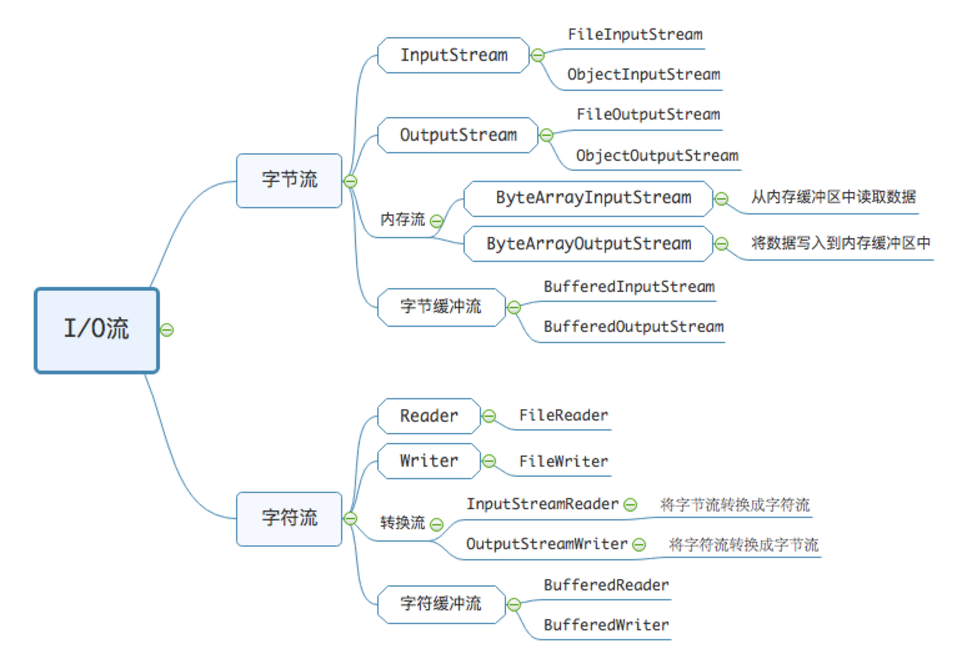 I/O流
字节流
InputStream
FileInputStream
ObjectInputStream
OutputStream
FileOutputStream
ObjectOutputStream
内存流
ByteArrayInputStream
从内存缓冲区中读取数据
ByteArrayOutputStream
将数据写入到内存缓冲区中
字节缓冲流
BufferedInputStream
BufferedOutputStream
字符流
Reader
FileReader
Writer
FileWriter
转换流
InputStreamReader
将字节流转换成字符流
OutputStreamWriter
将字符流转换成字节流
字符缓冲流
BufferedReader
BufferedWriter